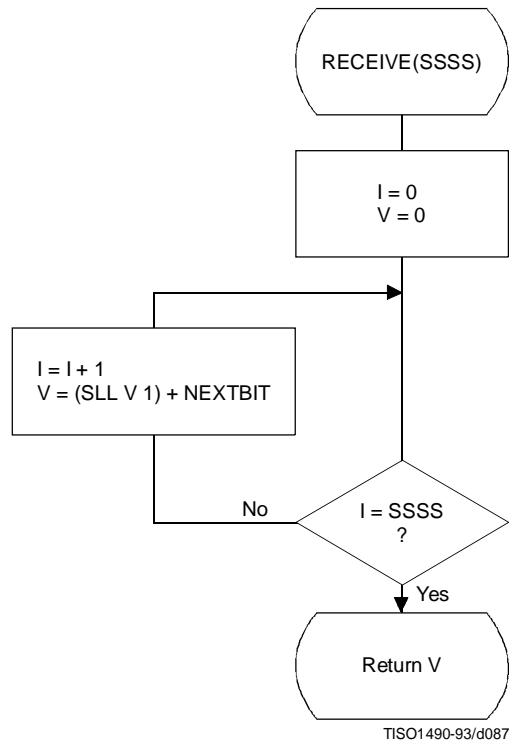 RECEIVE(SSSS)
I = 0
V = 0
I = I + 1
V = (SLL V 1) + NEXTBIT
No
I = SSSS
?
Yes
Return V
TISO1490-93/d087